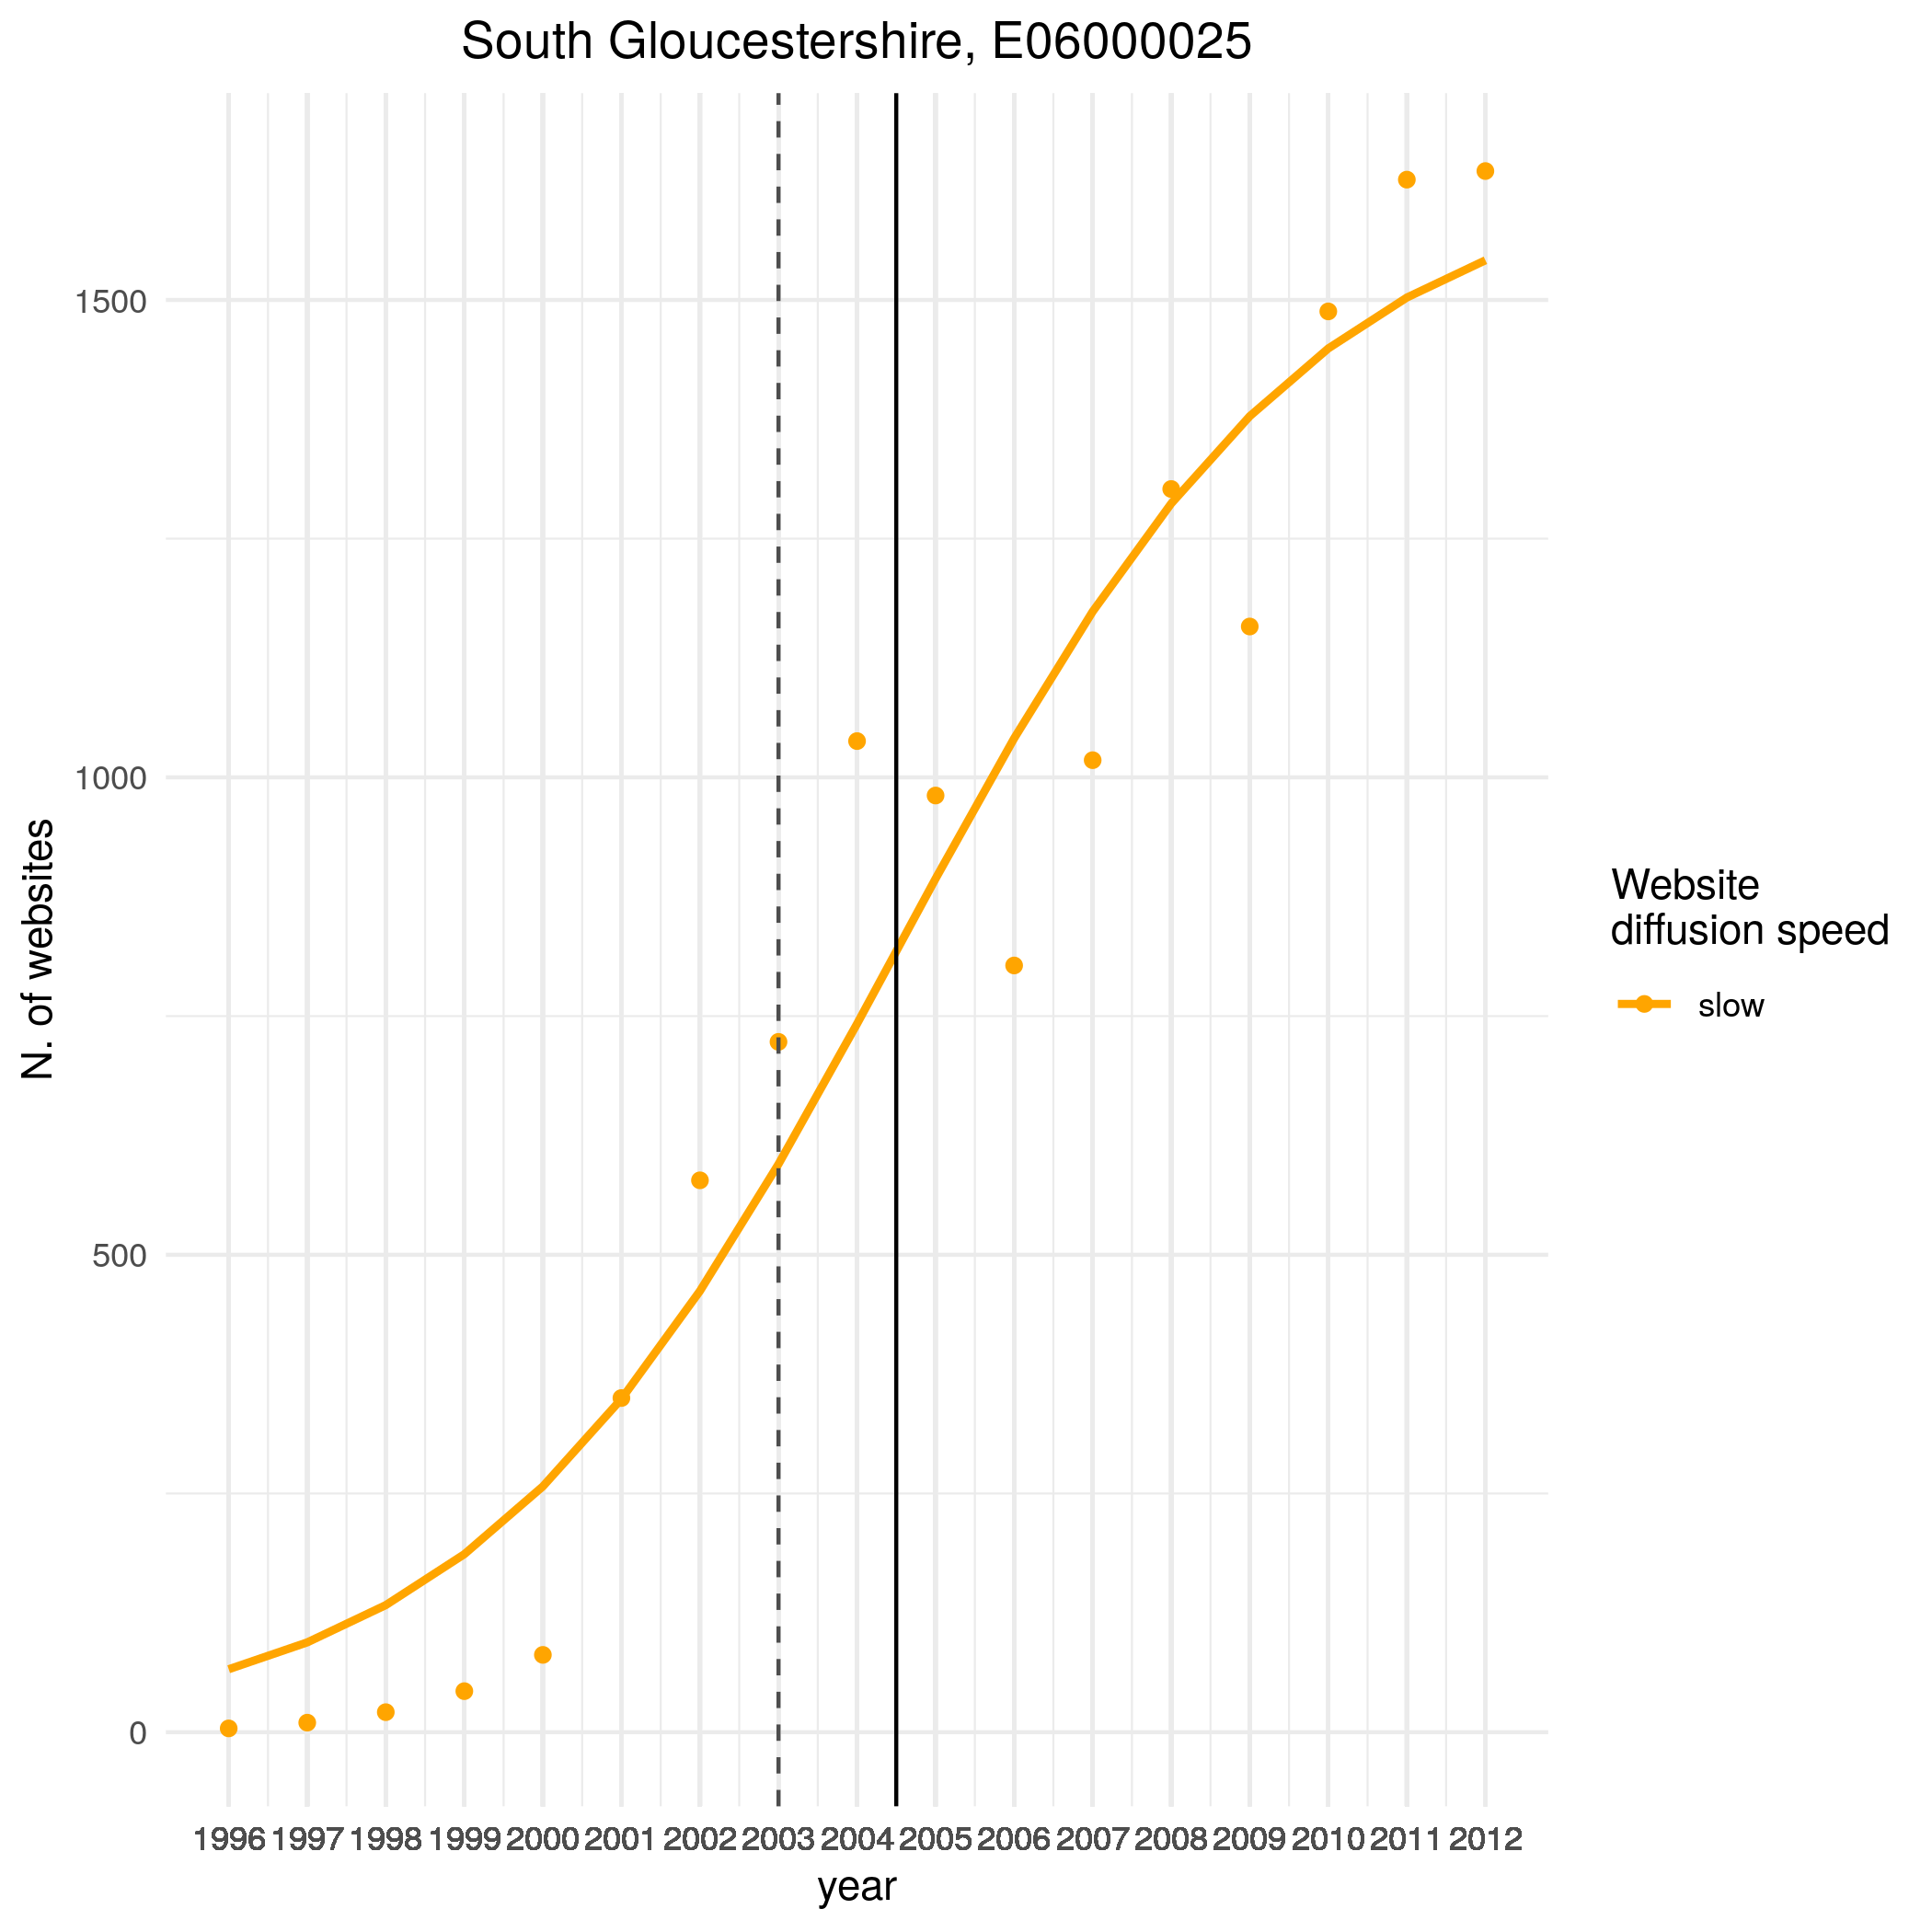 South Gloucestershire, E06000025
N. of websites
1500
1000
500
0
1996 1997 1998 1999 2000 2001 2002 2003 2004 2005 2006 2007 2008 2009 2010 2011 2012
year
Website
diffusion speed
slow